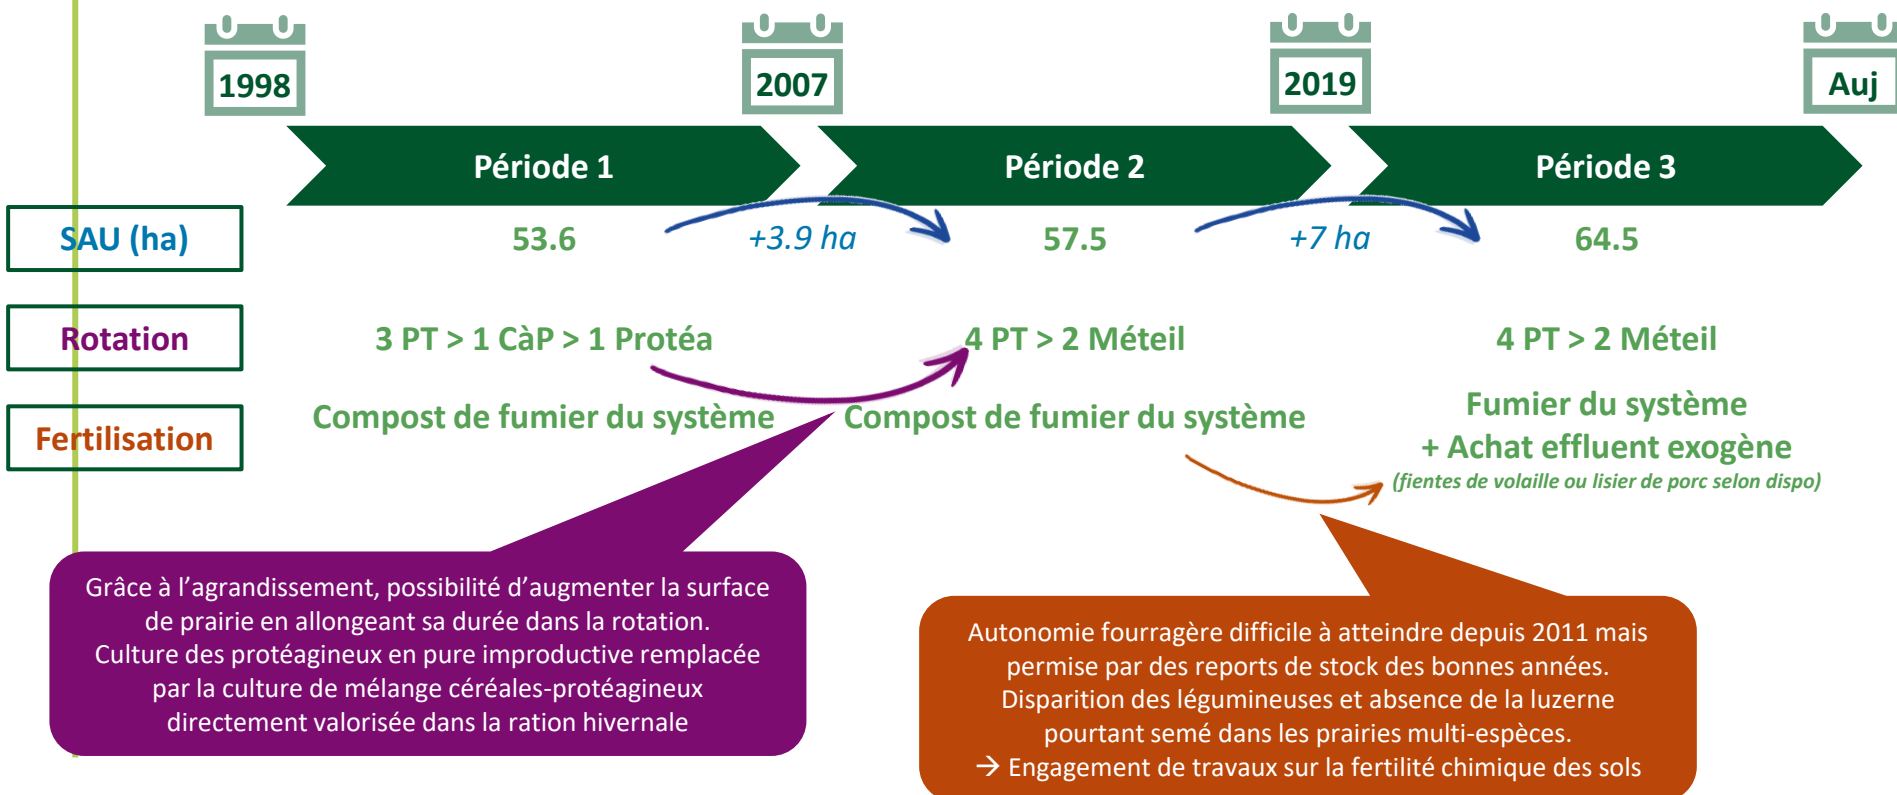 1998
2007
2019
Auj
Période 1
Période 2
Période 3
SAU (ha)
53.6
+3.9 ha
57.5
+7 ha
64.5
Rotation
3 PT > 1 CàP > 1 Protéa
4 PT > 2 Méteil
4 PT > 2 Méteil
Fertilisation
Compost de fumier du système
Compost de fumier du système
Fumier du système
+ Achat effluent exogène
(fientes de volaille ou lisier de porc selon dispo)
Grâce à l'agrandissement, possibilité d'augmenter la surface
de prairie en allongeant sa durée dans la rotation.
Culture des protéagineux en pure improductive remplacée
par la culture de mélange céréales-protéagineux
directement valorisée dans la ration hivernale
Autonomie fourragère difficile à atteindre depuis 2011 mais
permise par des reports de stock des bonnes années.
Disparition des légumineuses et absence de la luzerne
pourtant semé dans les prairies multi-espèces.
→ Engagement de travaux sur la fertilité chimique des sols